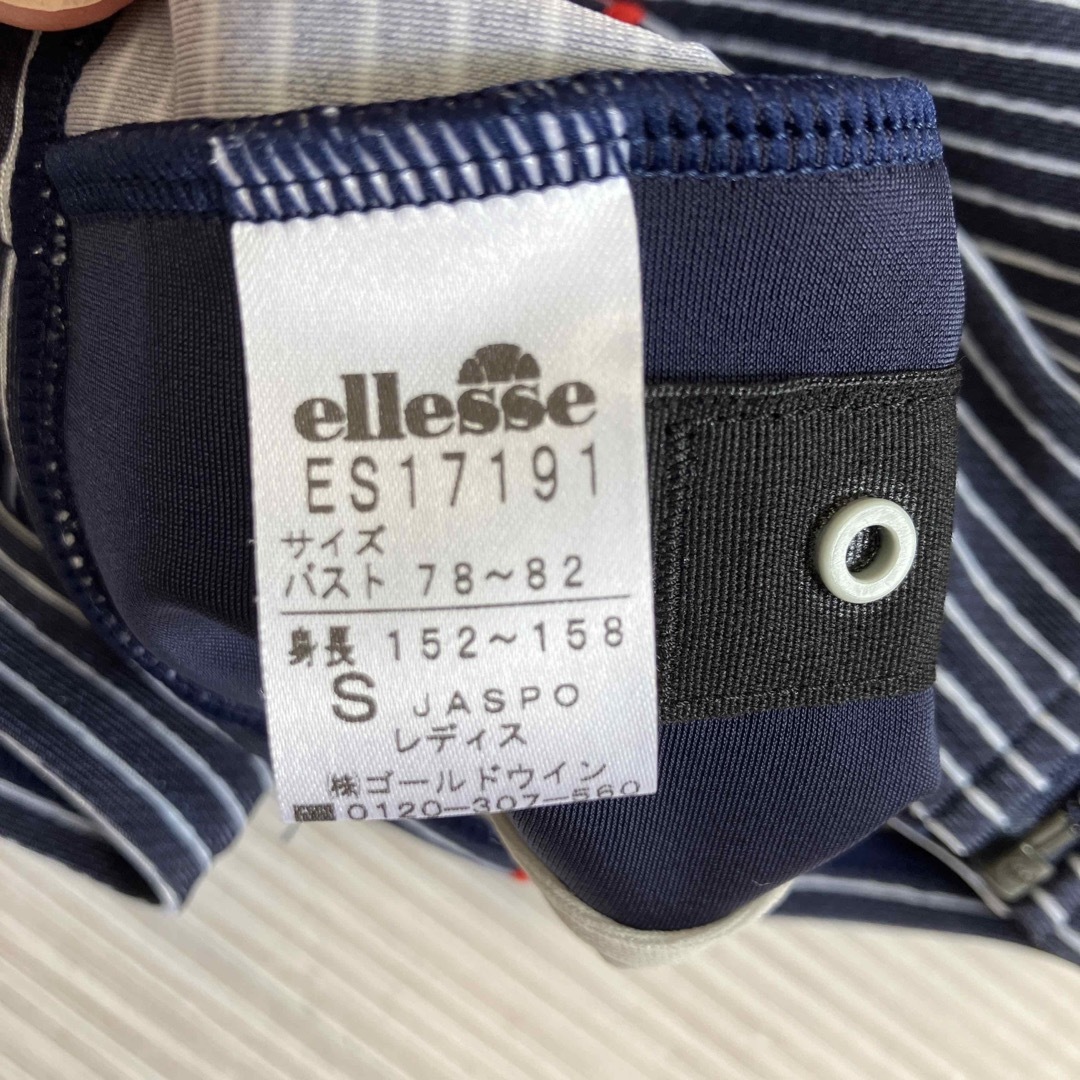 ellesse
ES17191
サイズ
バスト 78~82
身長 152~158
S JASPO
レディス
㈱ゴールドウイン
0120-307-560